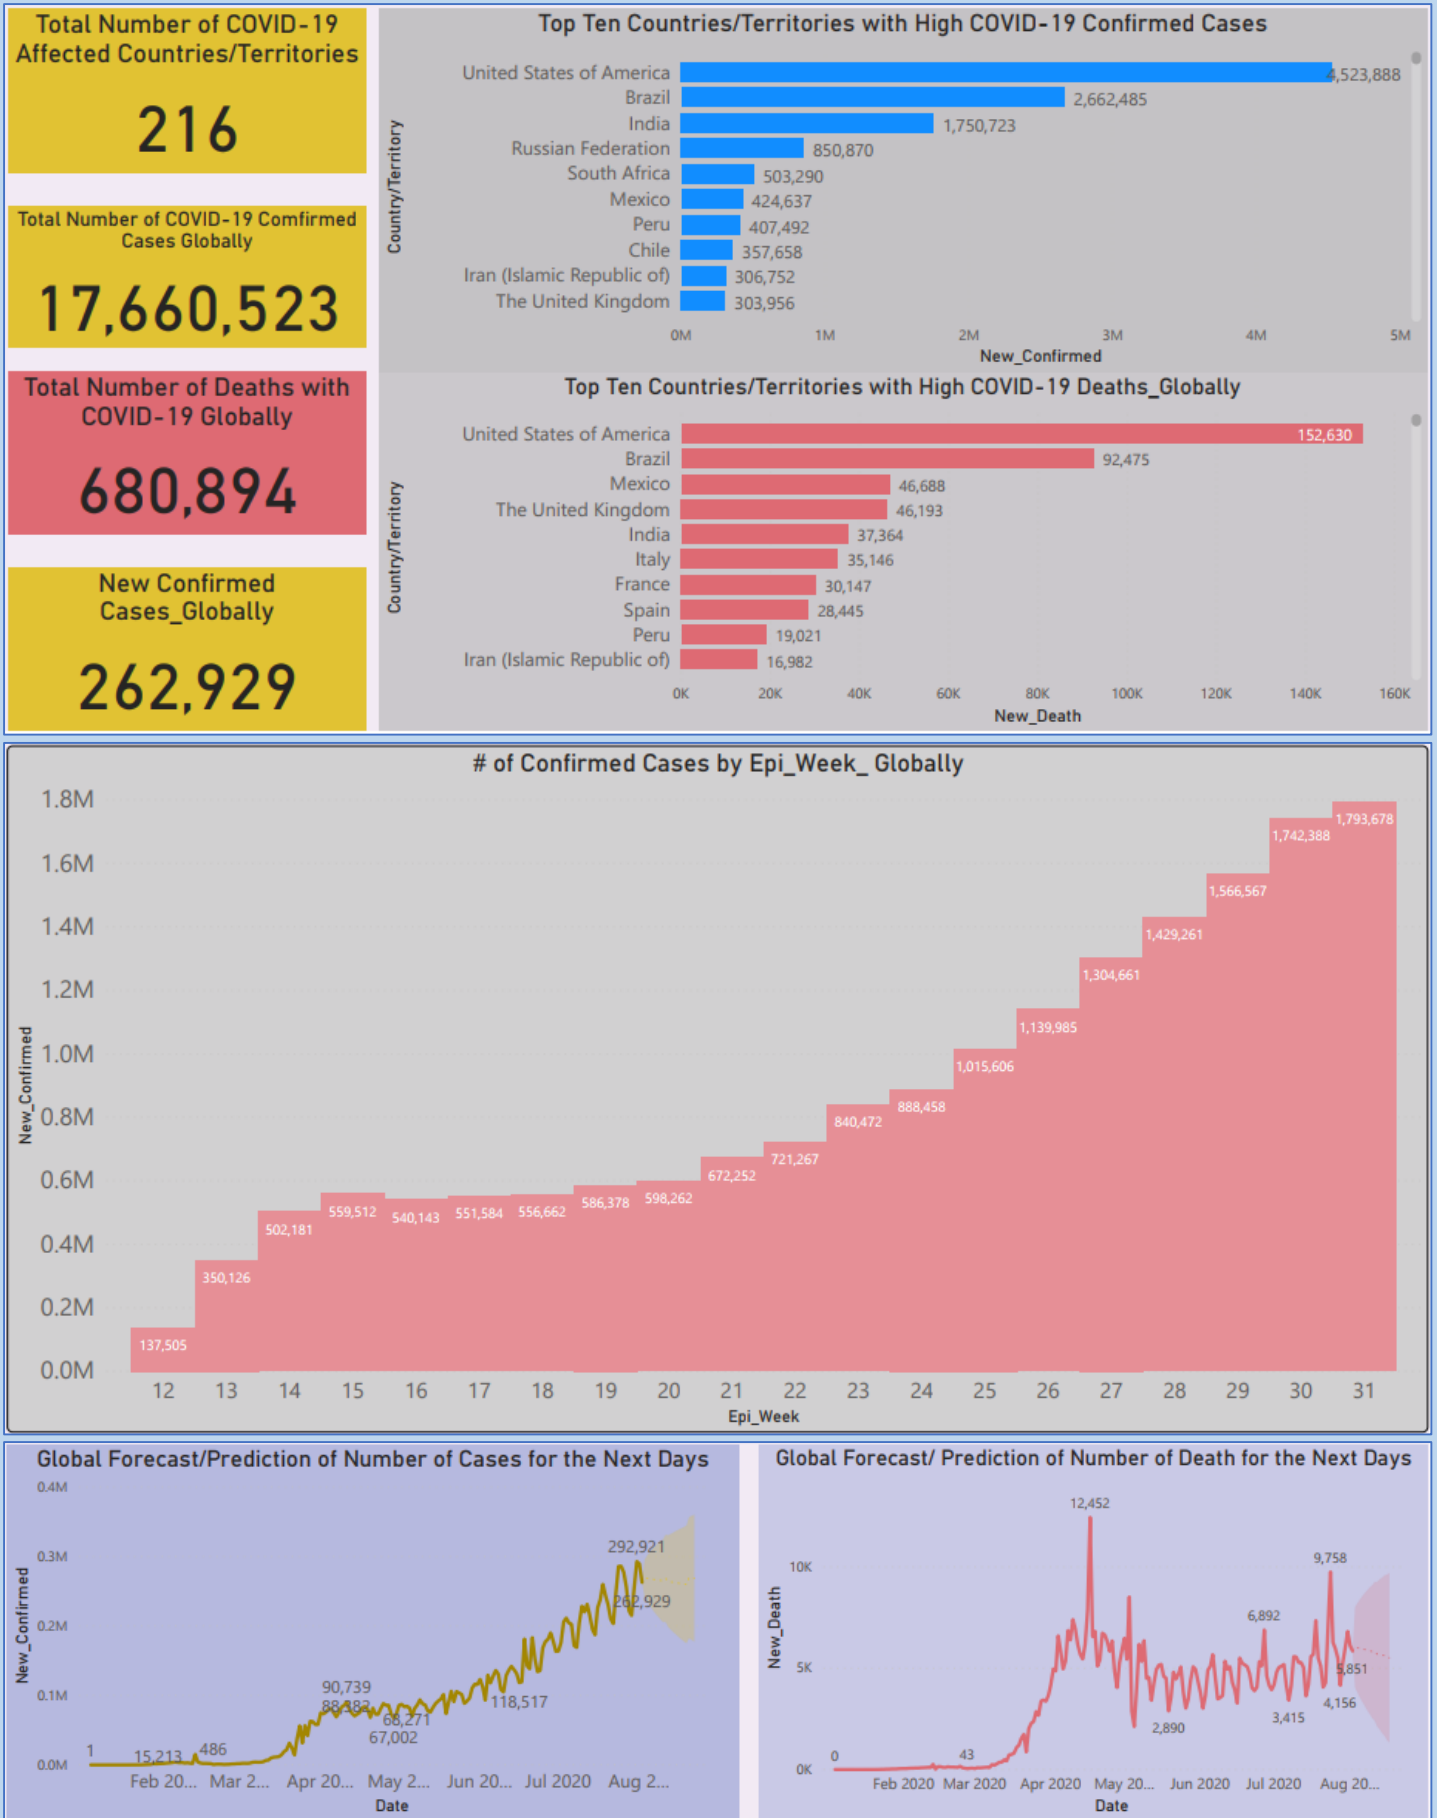 Total Number of COVID-19
Affected Countries/Territories
216
Total Number of COVID-19 Comfirmed
Cases Globally
17,660,523
Total Number of Deaths with
COVID-19 Globally
680,894
New Confirmed
Cases_Globally
262,929
Top Ten Countries/Territories with High COVID-19 Confirmed Cases
Country/Territory
United States of America 4,523,888
Brazil 2,662,485
India 1,750,723
Russian Federation 850,870
South Africa 503,290
Mexico 424,637
Peru 407,492
Chile 357,658
Iran (Islamic Republic of) 306,752
The United Kingdom 303,956
0M 1M 2M 3M 4M 5M
New_Confirmed
Top Ten Countries/Territories with High COVID-19 Deaths_Globally
Country/Territory
United States of America 152,630
Brazil 92,475
Mexico 46,688
The United Kingdom 46,193
India 37,364
Italy 35,146
France 30,147
Spain 28,445
Peru 19,021
Iran (Islamic Republic of) 16,982
0K 20K 40K 60K 80K 100K 120K 140K 160K
New_Death
# of Confirmed Cases by Epi_Week_ Globally
New_Confirmed
1.8M
1.6M
1.4M
1.2M
1.0M
0.8M
0.6M
0.4M
0.2M
0.0M
137,505 350,126 502,181 559,512 540,143 551,584 556,662 586,378 598,262 672,252 721,267 840,472 888,458 1,015,606 1,139,985 1,304,661 1,429,261 1,566,567 1,742,388 1,793,678
12 13 14 15 16 17 18 19 20 21 22 23 24 25 26 27 28 29 30 31
Epi_Week
Global Forecast/Prediction of Number of Cases for the Next Days
New_Confirmed
0.4M
0.3M
0.2M
0.1M
0.0M
1 15,213 486 90,739 88,382 68,271 67,002 118,517 292,921 262,929
Feb 20... Mar 2... Apr 20... May 2... Jun 20... Jul 2020 Aug 2...
Date
Global Forecast/ Prediction of Number of Death for the Next Days
New_Death
10K
5K
0K
0 43 12,452 2,890 6,892 3,415 9,758 4,156 5,851
Feb 2020 Mar 2020 Apr 2020 May 20... Jun 2020 Jul 2020 Aug 20...
Date